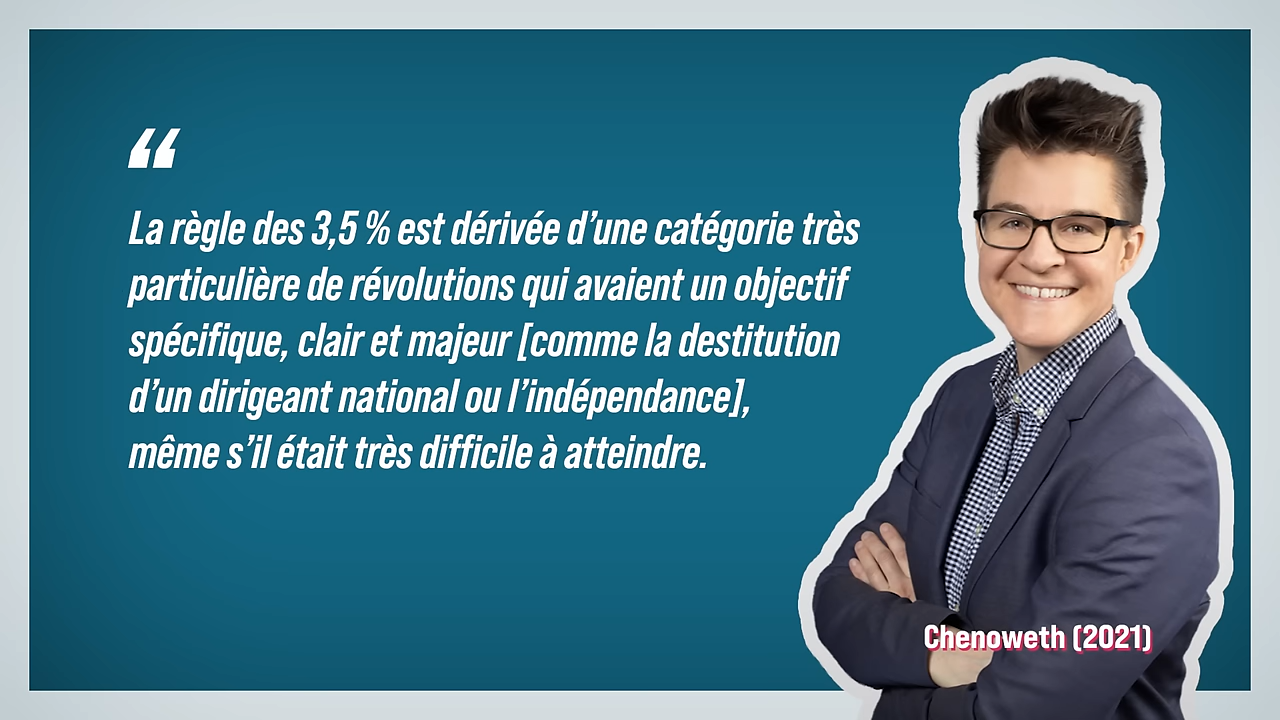 “
La règle des 3,5 % est dérivée d’une catégorie très
particulière de révolutions qui avaient un objectif
spécifique, clair et majeur [comme la destitution
d’un dirigeant national ou l’indépendance],
même s’il était très difficile à atteindre.
Chenoweth (2021)